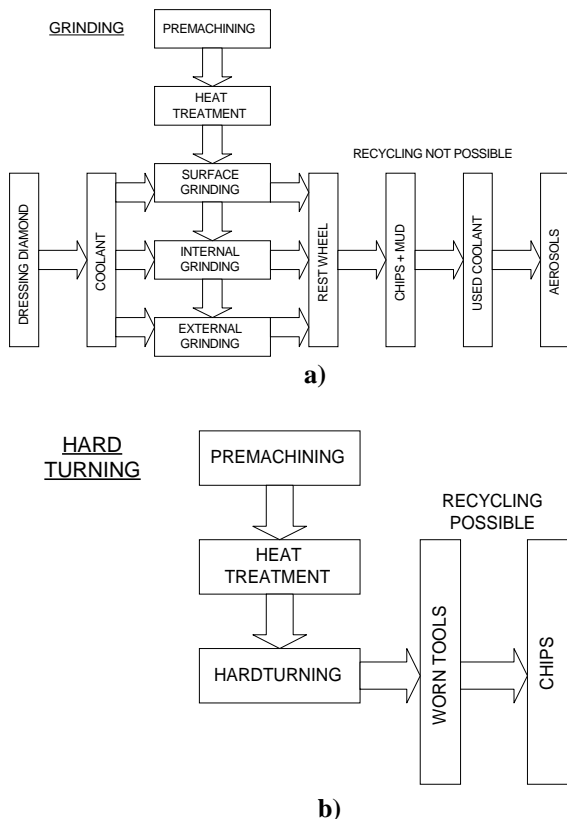 GRINDING
PREMACHINING
HEAT
TREATMENT
RECYCLING NOT POSSIBLE
DRESSING DIAMOND
COOLANT
SURFACE
GRINDING
INTERNAL
GRINDING
EXTERNAL
GRINDING
REST WHEEL
CHIPS + MUD
USED COOLANT
AEROSOLS
a)
HARD
TURNING
PREMACHINING
RECYCLING
POSSIBLE
HEAT
TREATMENT
HARDTURNING
WORN TOOLS
CHIPS
b)